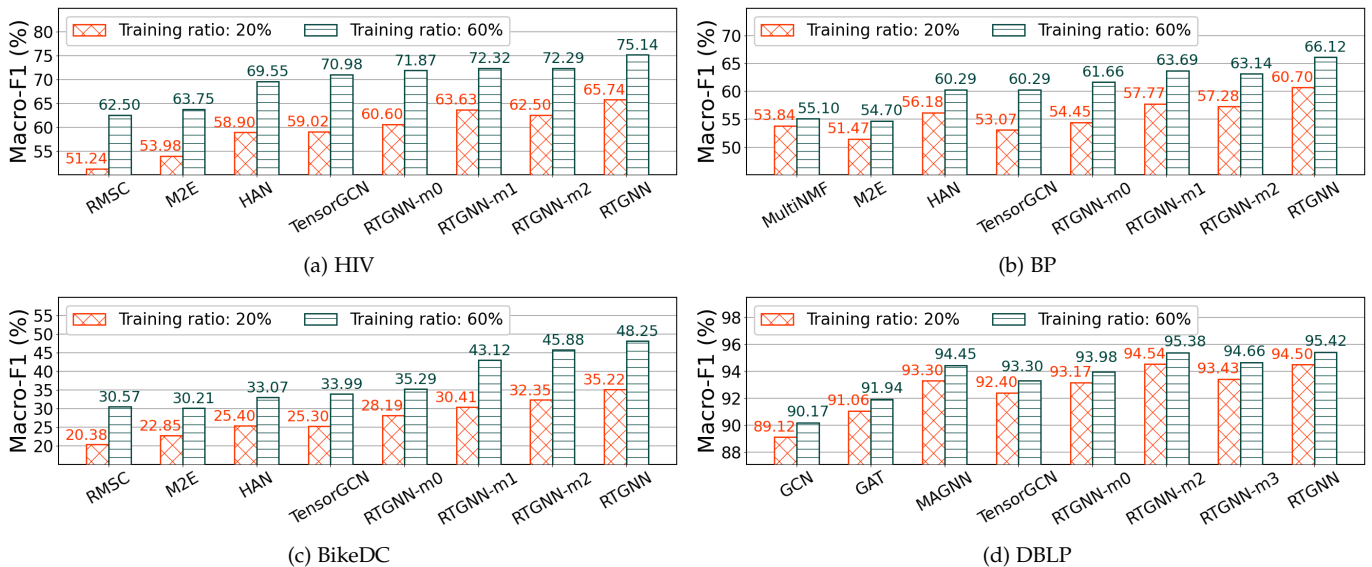 Macro-F1 (%)
80
75
70
65
60
55
Training ratio: 20%
Training ratio: 60%
51.24
62.50
53.98
63.75
58.90
69.55
59.02
70.98
60.60
71.87
63.63
72.32
62.50
72.29
65.74
75.14
RMSC
M2E
HAN
TensorGCN
RTGNN-m0
RTGNN-m1
RTGNN-m2
RTGNN
(a) HIV
Macro-F1 (%)
70
65
60
55
50
Training ratio: 20%
Training ratio: 60%
53.84
55.10
51.47
54.70
56.18
60.29
53.07
60.29
54.45
61.66
57.77
63.69
57.28
63.14
60.70
66.12
MultiNMF
M2E
HAN
TensorGCN
RTGNN-m0
RTGNN-m1
RTGNN-m2
RTGNN
(b) BP
Macro-F1 (%)
55
50
45
40
35
30
25
20
Training ratio: 20%
Training ratio: 60%
20.38
30.57
22.85
30.21
25.40
33.07
25.30
33.99
28.19
35.29
30.41
43.12
32.35
45.88
35.22
48.25
RMSC
M2E
HAN
TensorGCN
RTGNN-m0
RTGNN-m1
RTGNN-m2
RTGNN
(c) BikeDC
Macro-F1 (%)
98
96
94
92
90
88
Training ratio: 20%
Training ratio: 60%
89.12
90.17
91.06
91.94
93.30
94.45
92.40
93.30
93.17
93.98
94.54
95.38
93.43
94.66
94.50
95.42
GCN
GAT
MAGNN
TensorGCN
RTGNN-m0
RTGNN-m2
RTGNN-m3
RTGNN
(d) DBLP